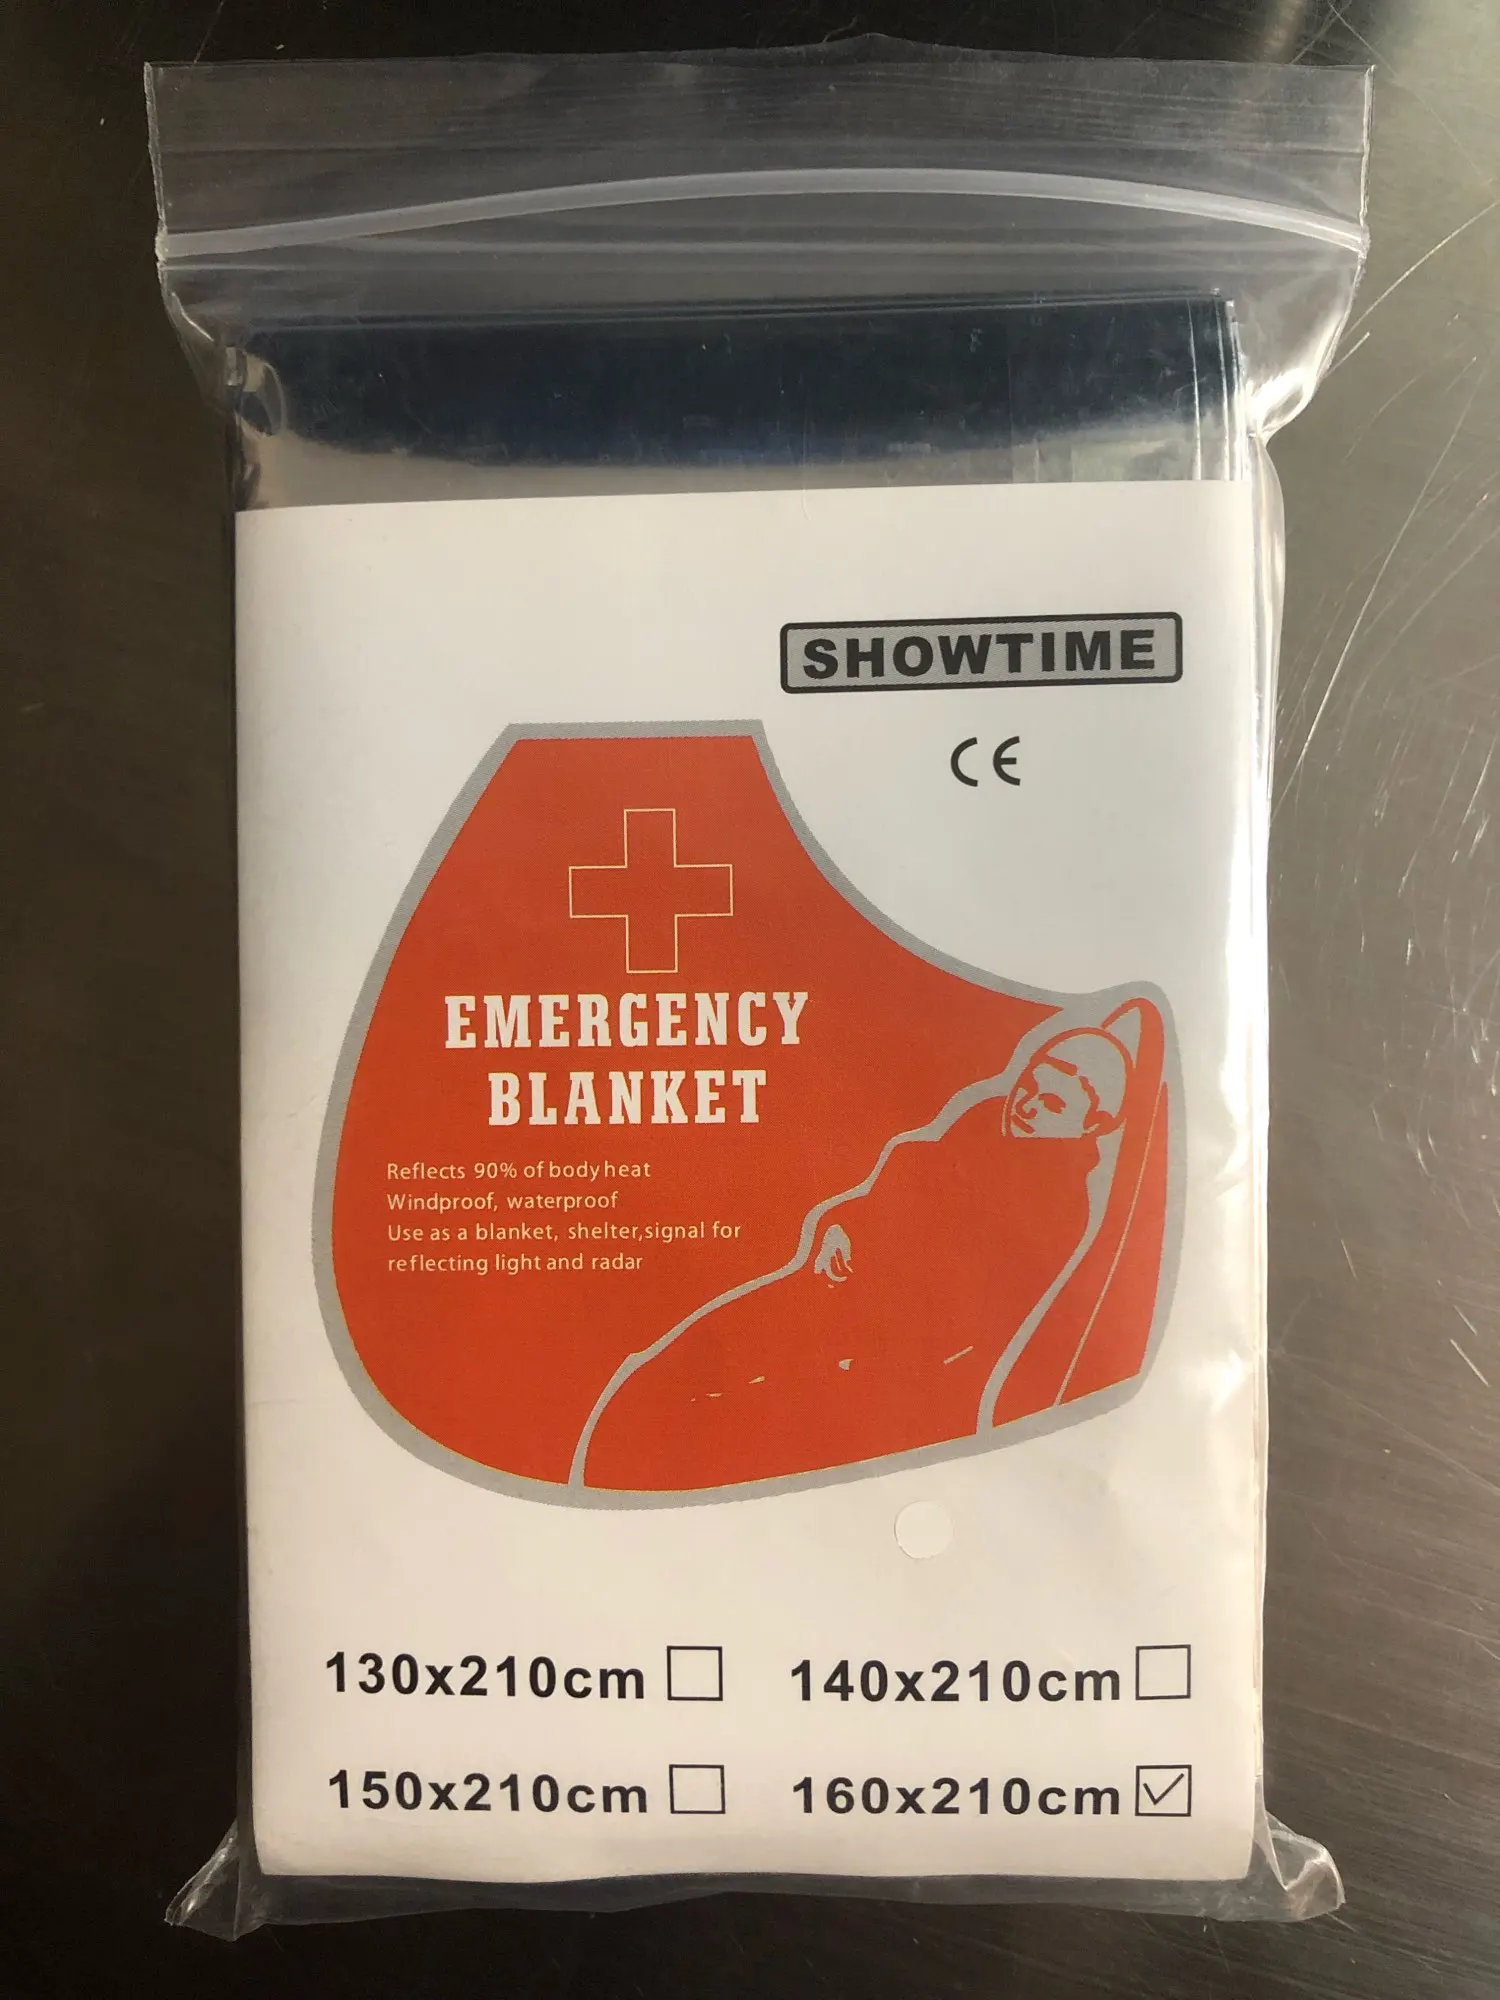 SHOWTIME
CE
EMERGENCY
BLANKET
Reflects 90% of body heat
Windproof, waterproof
Use as a blanket, shelter,signal for
reflecting light and radar
130x210cm
140x210cm
150x210cm
160x210cm